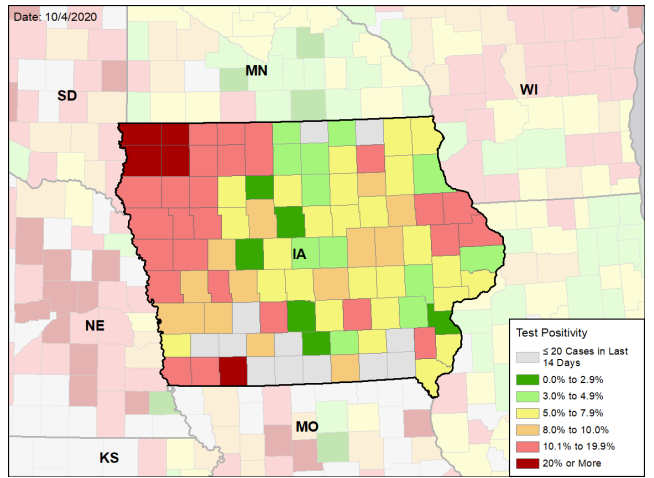 Date: 10/4/2020
MN
SD
WI
IA
NE
MO
KS
Test Positivity
≤ 20 Cases in Last
14 Days
0.0% to 2.9%
3.0% to 4.9%
5.0% to 7.9%
8.0% to 10.0%
10.1% to 19.9%
20% or More